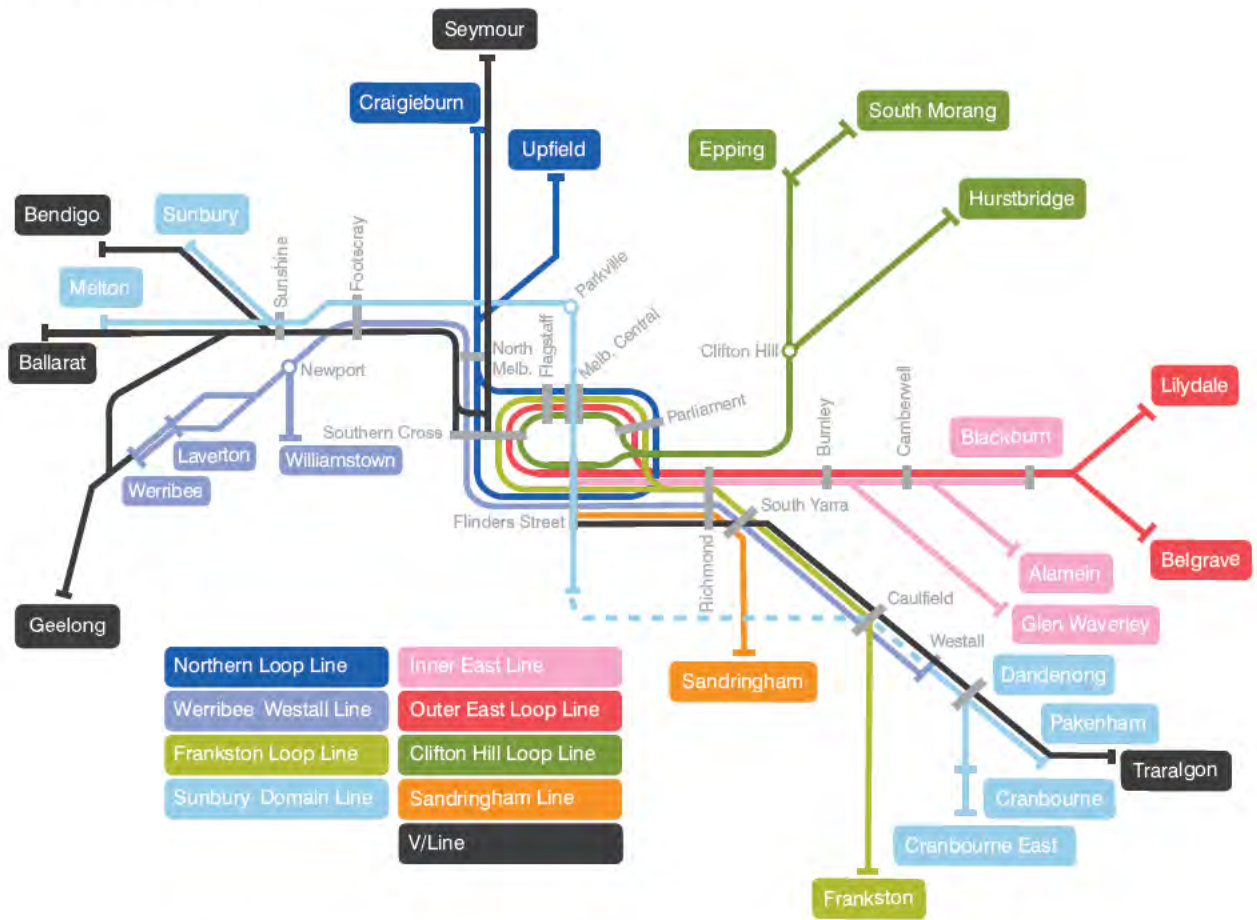 Seymour
Craigieburn
South Morang
Epping
Upfield
Hurstbridge
Bendigo
Sunbury
Melton
Ballarat
Sunshine
Footscray
Parkville
North
Melb.
Flagstaff
Melb. Central
Clifton Hill
Newport
Parliament
Lilydale
Burnley
Camberwell
Blackburn
Southern Cross
Laverton
Williamstown
Werribee
Flinders Street
Richmond
South Yarra
Belgrave
Alamein
Glen Waverley
Caulfield
Westall
Geelong
Sandringham
Dandenong
Pakenham
Traralgon
Cranbourne
Cranbourne East
Frankston
Northern Loop Line
Inner East Line
Werribee Westall Line
Outer East Loop Line
Frankston Loop Line
Clifton Hill Loop Line
Sunbury Domain Line
Sandringham Line
V/Line